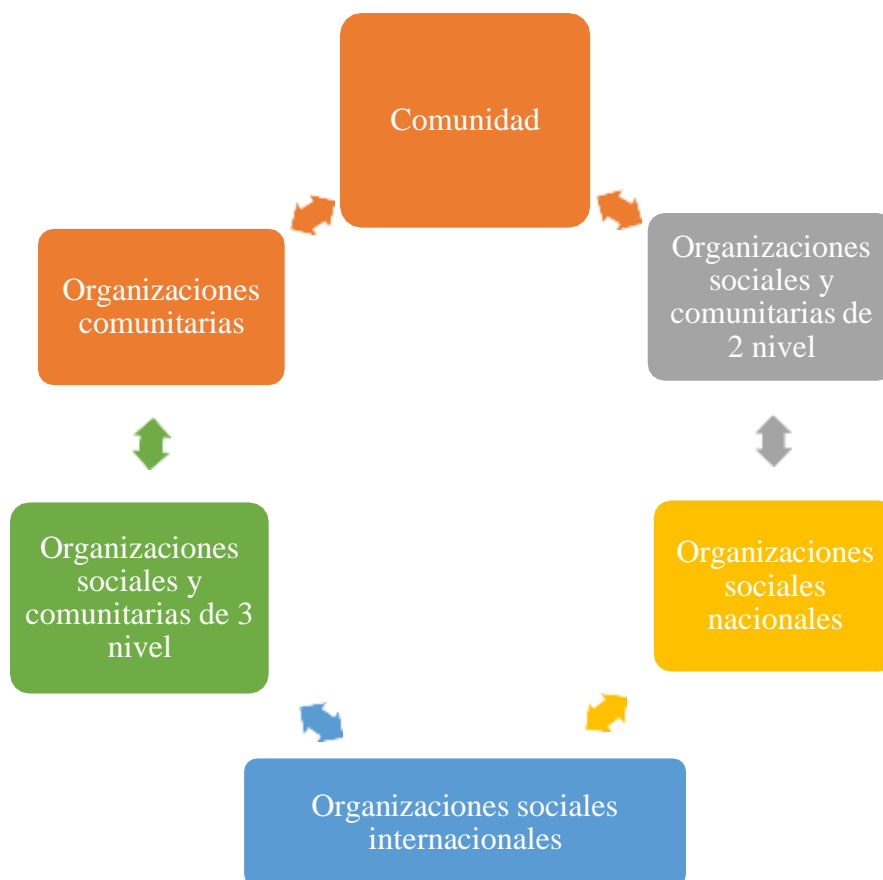 Comunidad
Organizaciones
comunitarias
Organizaciones
sociales y
comunitarias de
2 nivel
Organizaciones
sociales y
comunitarias de 3
nivel
Organizaciones
sociales
nacionales
Organizaciones sociales
internacionales